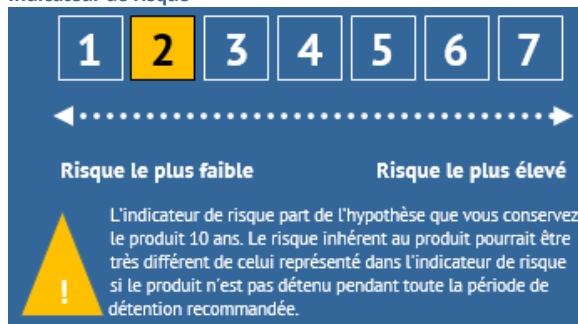 Indicateur de risque
1 2 3 4 5 6 7
Risque le plus faible Risque le plus élevé
L'indicateur de risque part de l'hypothèse que vous conservez
le produit 10 ans. Le risque inhérent au produit pourrait être
très différent de celui représenté dans l'indicateur de risque
si le produit n'est pas détenu pendant toute la période de
détention recommandée.
!